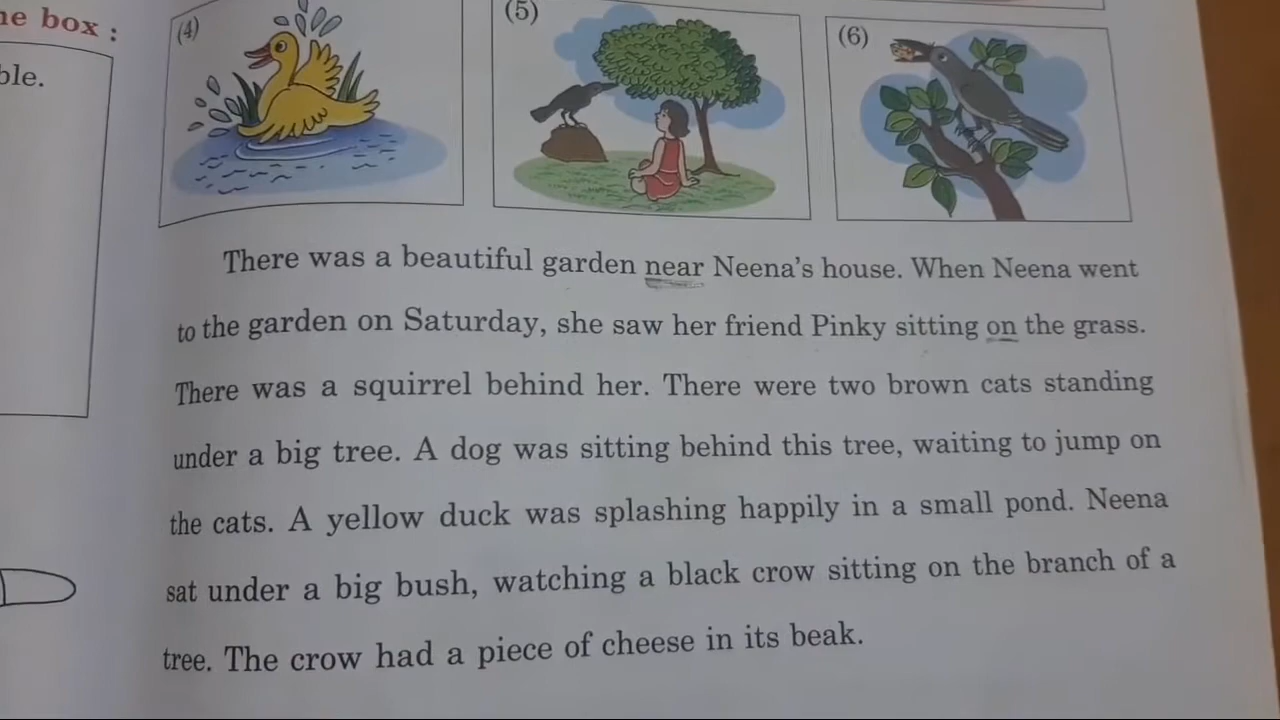 he box :
ble.
(4)
(5)
(6)
There was a beautiful garden near Neena's house. When Neena went
to the garden on Saturday, she saw her friend Pinky sitting on the grass.
There was a squirrel behind her. There were two brown cats standing
under a big tree. A dog was sitting behind this tree, waiting to jump on
the cats. A yellow duck was splashing happily in a small pond. Neena
sat under a big bush, watching a black crow sitting on the branch of a
tree. The crow had a piece of cheese in its beak.